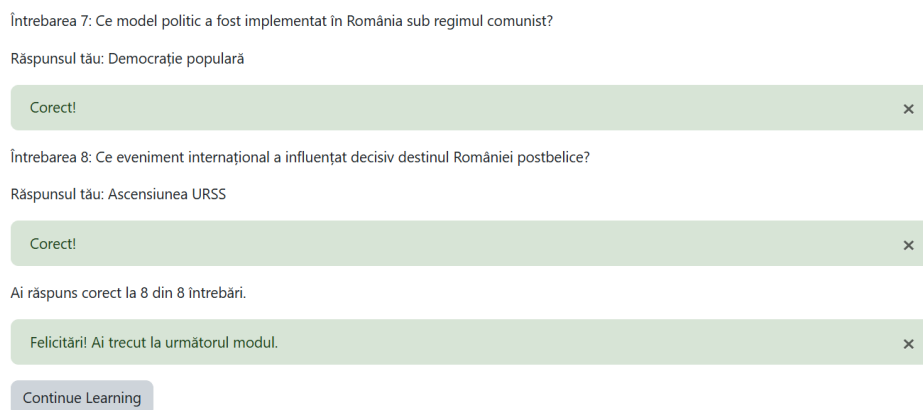 Întrebarea 7: Ce model politic a fost implementat în România sub regimul comunist?
Răspunsul tău: Democrație populară
Corect!
Întrebarea 8: Ce eveniment internațional a influențat decisiv destinul României postbelice?
Răspunsul tău: Ascensiunea URSS
Corect!
Ai răspuns corect la 8 din 8 întrebări.
Felicitări! Ai trecut la următorul modul.
Continue Learning